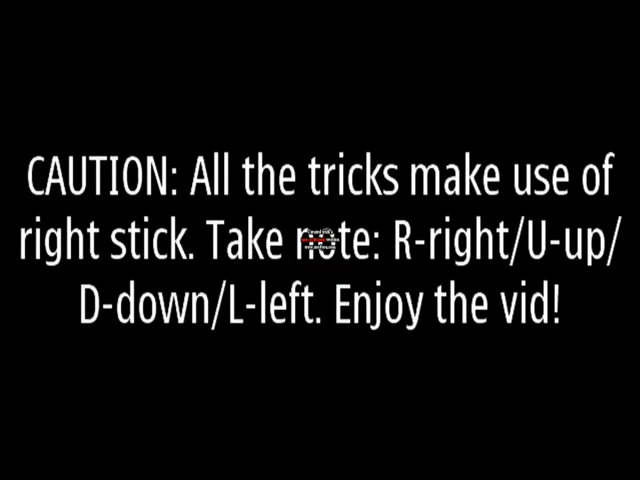 CAUTION: All the tricks make use of
right stick. Take note: R-right/U-up/
D-down/L-left. Enjoy the vid!